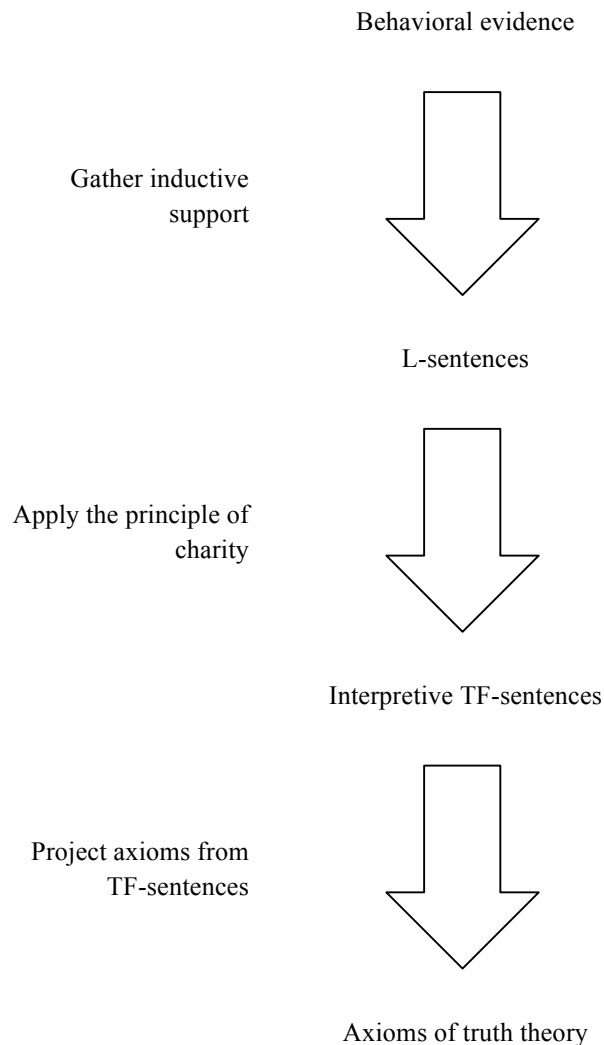 Behavioral evidence
Gather inductive
support
L-sentences
Apply the principle of
charity
Interpretive TF-sentences
Project axioms from
TF-sentences
Axioms of truth theory